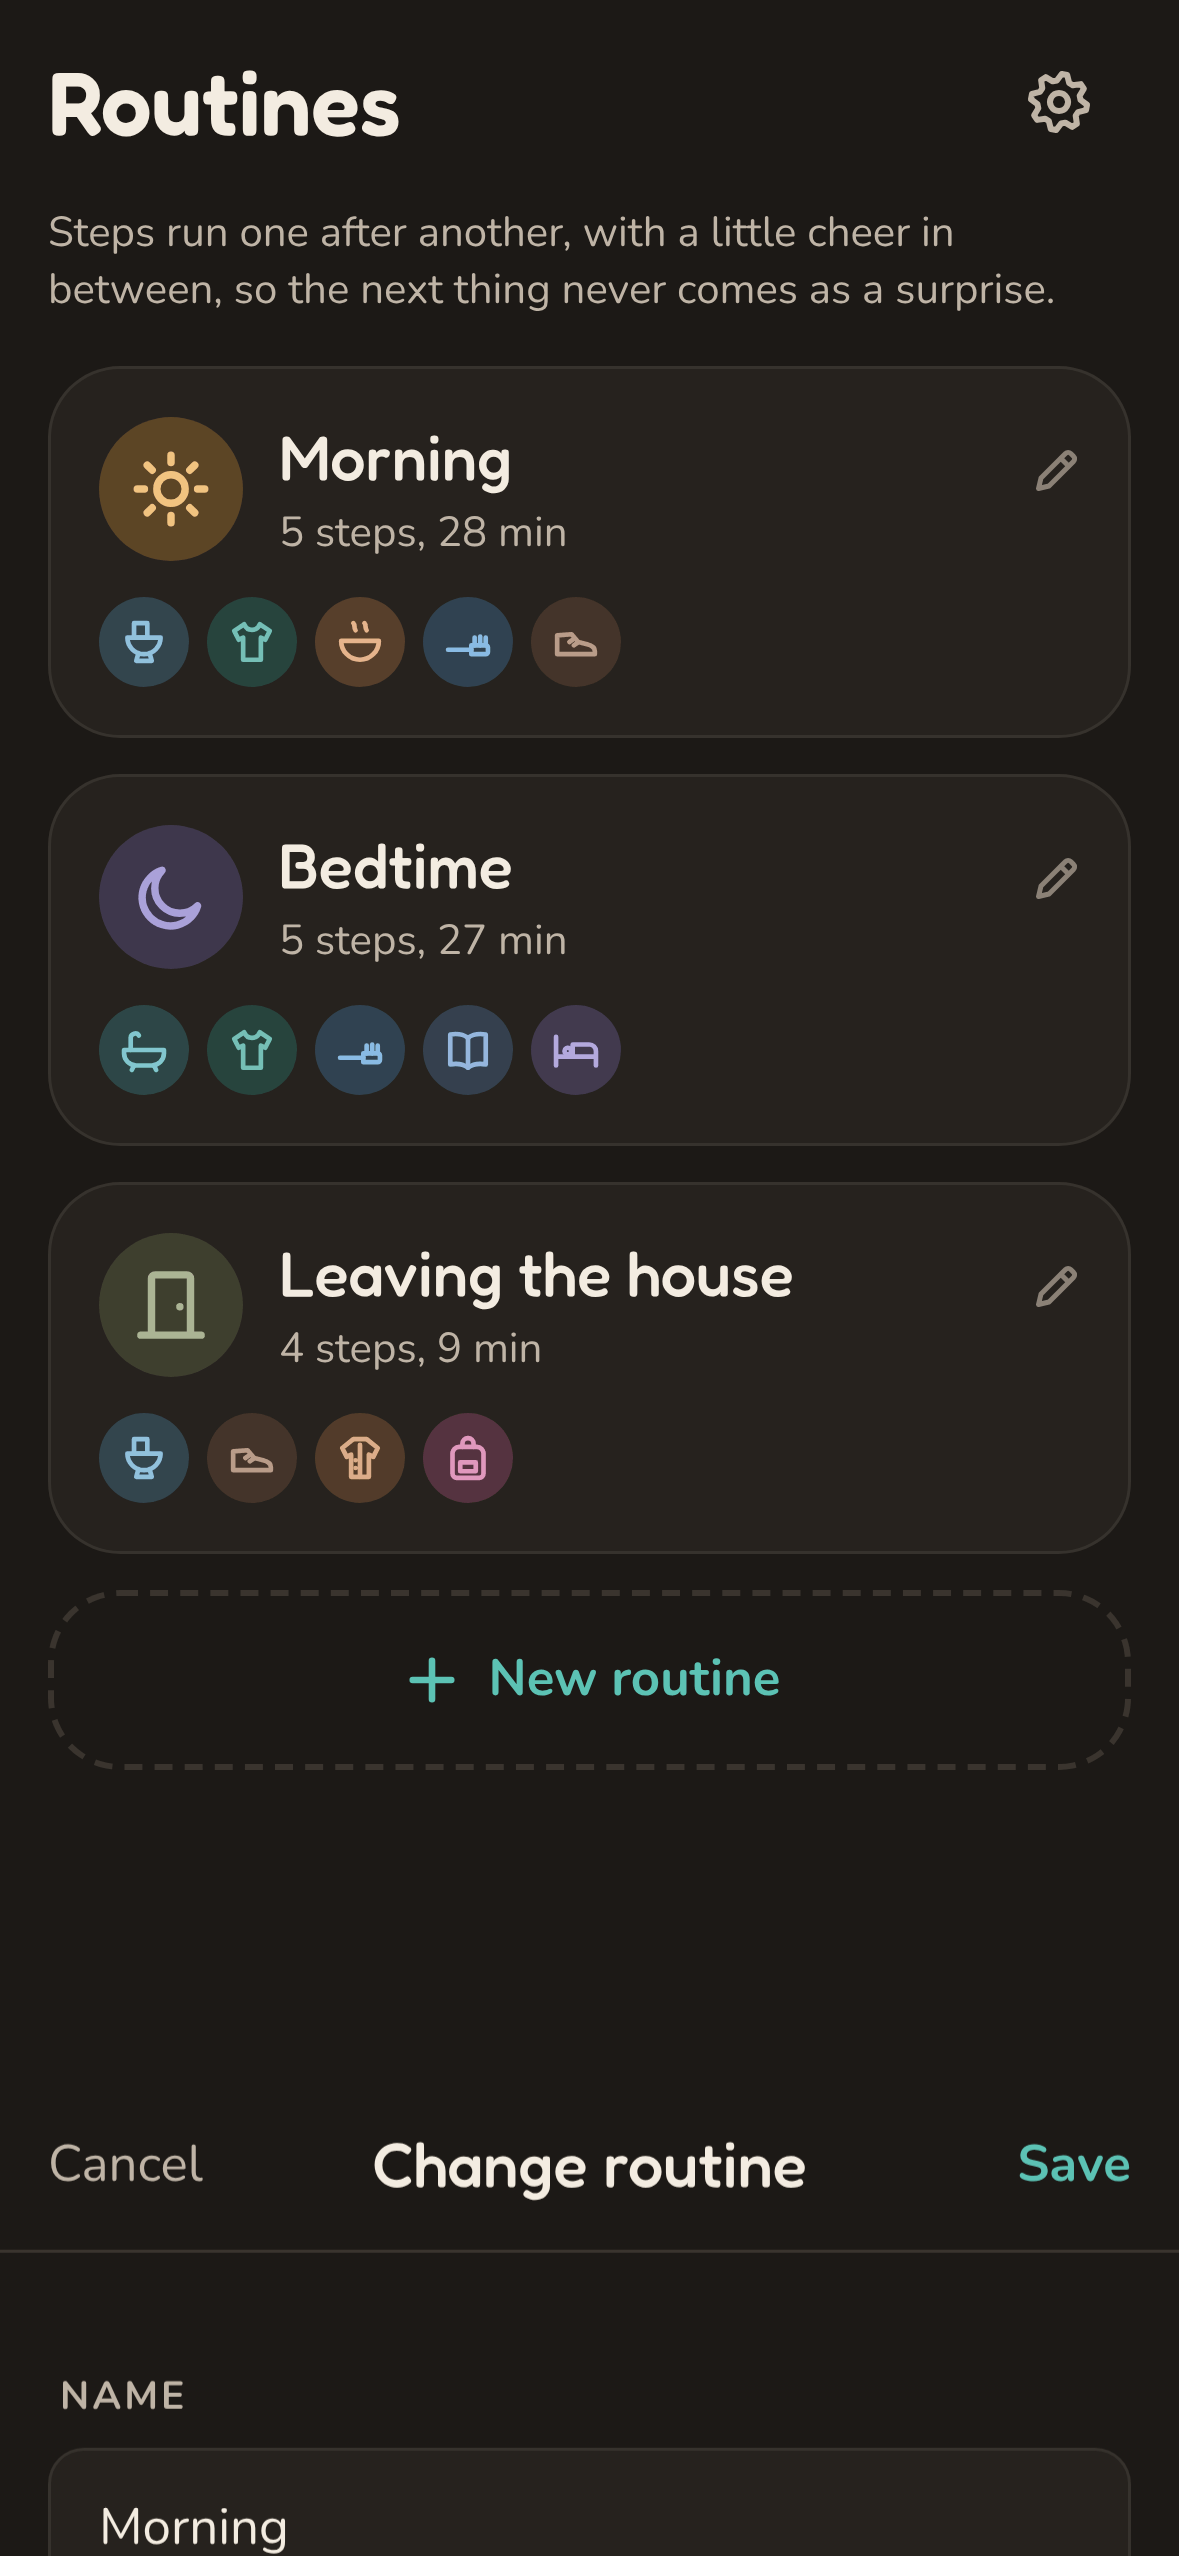 Routines
Steps run one after another, with a little cheer in
between, so the next thing never comes as a surprise.
Morning
5 steps, 28 min
Bedtime
5 steps, 27 min
Leaving the house
4 steps, 9 min
New routine
Cancel
Change routine
Save
NAME
Morning